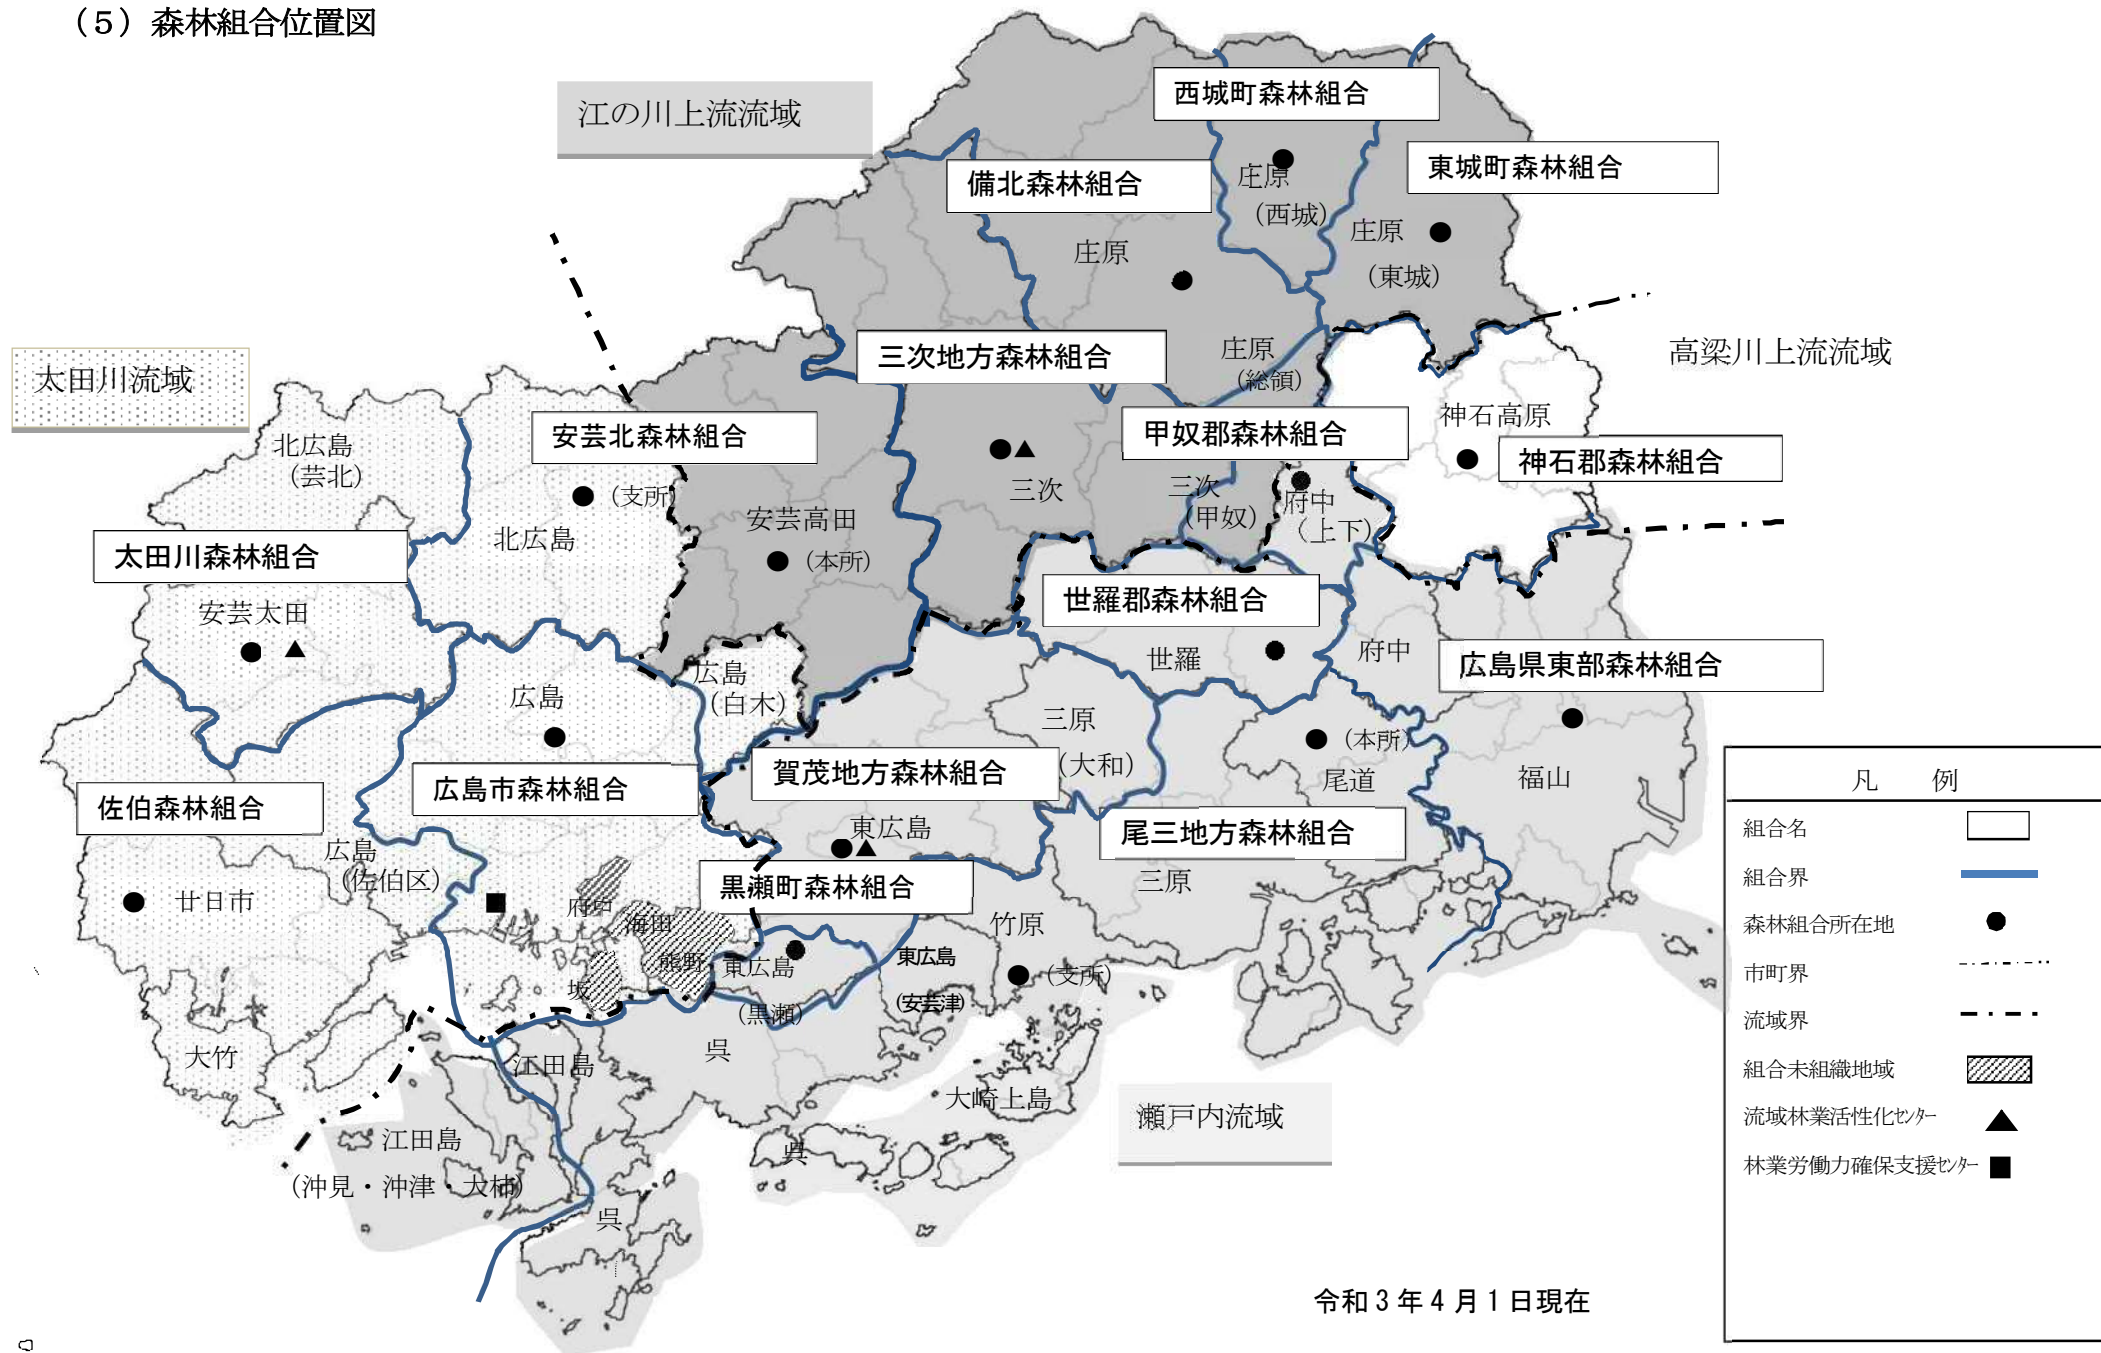 （５）森林組合位置図
江の川上流流域
西城町森林組合
備北森林組合
東城町森林組合
庄原
（西城）
庄原
（東城）
庄原
三次地方森林組合
庄原
（総領）
高梁川上流流域
太田川流域
安芸北森林組合
甲奴郡森林組合
神石高原
神石郡森林組合
北広島
（芸北）
（支所）
北広島
三次
三次
（甲奴）
府中
（上下）
安芸高田
（本所）
太田川森林組合
安芸太田
世羅郡森林組合
世羅
府中
広島県東部森林組合
広島
広島
（白木）
三原
（大和）
（本所）
尾道
福山
佐伯森林組合
広島市森林組合
賀茂地方森林組合
東広島
尾三地方森林組合
三原
広島
（佐伯区）
廿日市
黒瀬町森林組合
府中
海田
熊野
坂
竹原
（支所）
東広島
（黒瀬）
東広島
（安芸津）
大竹
江田島
呉
大崎上島
瀬戸内流域
江田島
（沖見・沖津・大柿）
呉
呉
凡　例
組合名
組合界
森林組合所在地
市町界
流域界
組合未組織地域
流域林業活性化ｾﾝﾀｰ
林業労働力確保支援ｾﾝﾀｰ
令和３年４月１日現在